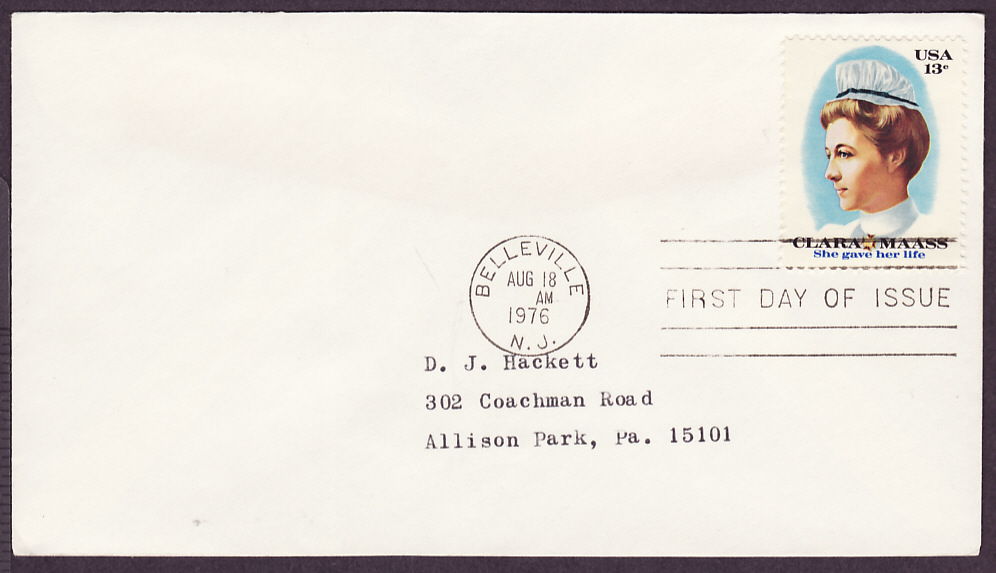 USA
13c
CLARA MAASS
She gave her life
BELLEVILLE
AUG 18
AM
1976
N. J.
FIRST DAY OF ISSUE
D. J. Hackett
302 Coachman Road
Allison Park, Pa. 15101